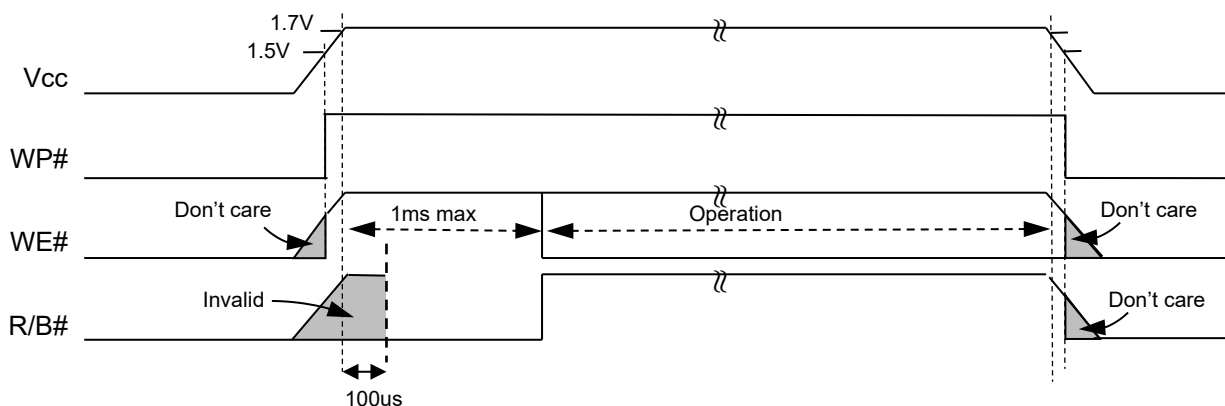 1.7V
1.5V
Vcc
WP#
Don't care
1ms max
Operation
Don't care
WE#
Invalid
Don't care
R/B#
100us